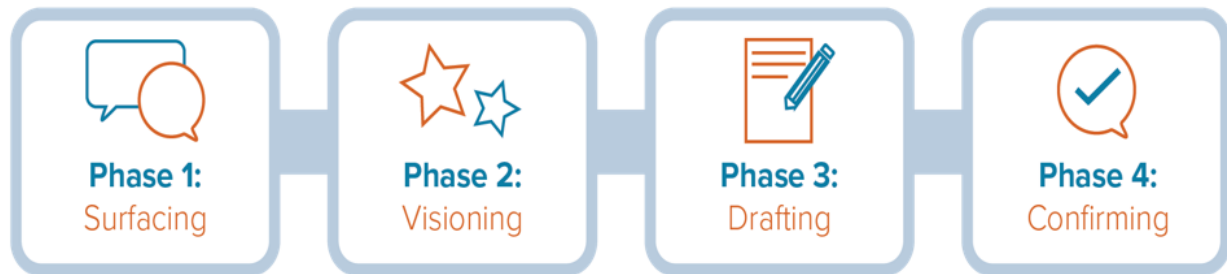 Phase 1:
Surfacing
Phase 2:
Visioning
Phase 3:
Drafting
Phase 4:
Confirming